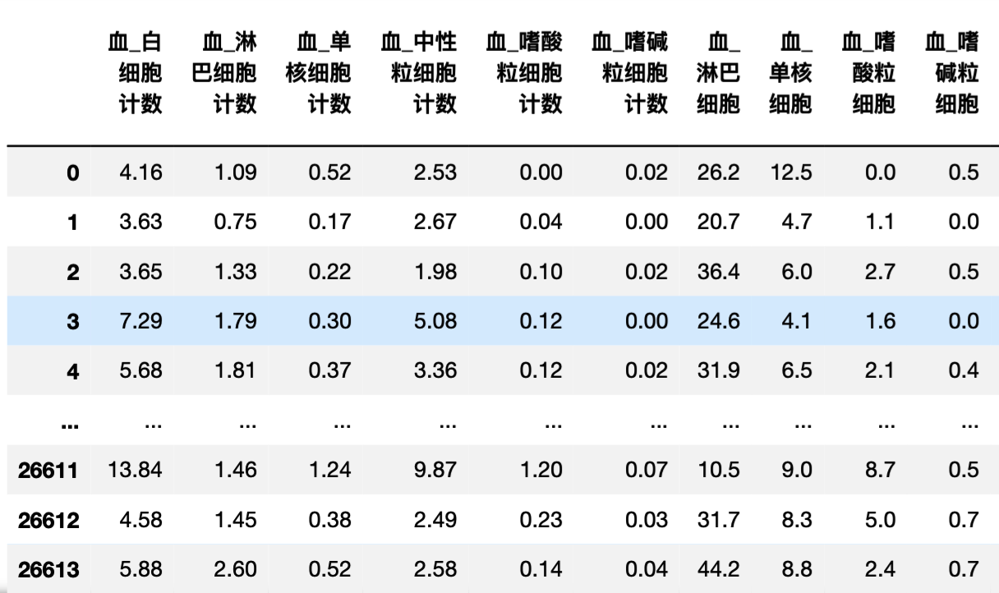 血_白细胞计数 血_淋巴细胞计数 血_单核细胞计数 血_中性粒细胞计数 血_嗜酸粒细胞计数 血_嗜碱粒细胞计数 血_淋巴细胞 血_单核细胞 血_嗜酸粒细胞 血_嗜碱粒细胞
0 4.16 1.09 0.52 2.53 0.00 0.02 26.2 12.5 0.0 0.5
1 3.63 0.75 0.17 2.67 0.04 0.00 20.7 4.7 1.1 0.0
2 3.65 1.33 0.22 1.98 0.10 0.02 36.4 6.0 2.7 0.5
3 7.29 1.79 0.30 5.08 0.12 0.00 24.6 4.1 1.6 0.0
4 5.68 1.81 0.37 3.36 0.12 0.02 31.9 6.5 2.1 0.4
... ... ... ... ... ... ... ... ... ... ...
26611 13.84 1.46 1.24 9.87 1.20 0.07 10.5 9.0 8.7 0.5
26612 4.58 1.45 0.38 2.49 0.23 0.03 31.7 8.3 5.0 0.7
26613 5.88 2.60 0.52 2.58 0.14 0.04 44.2 8.8 2.4 0.7